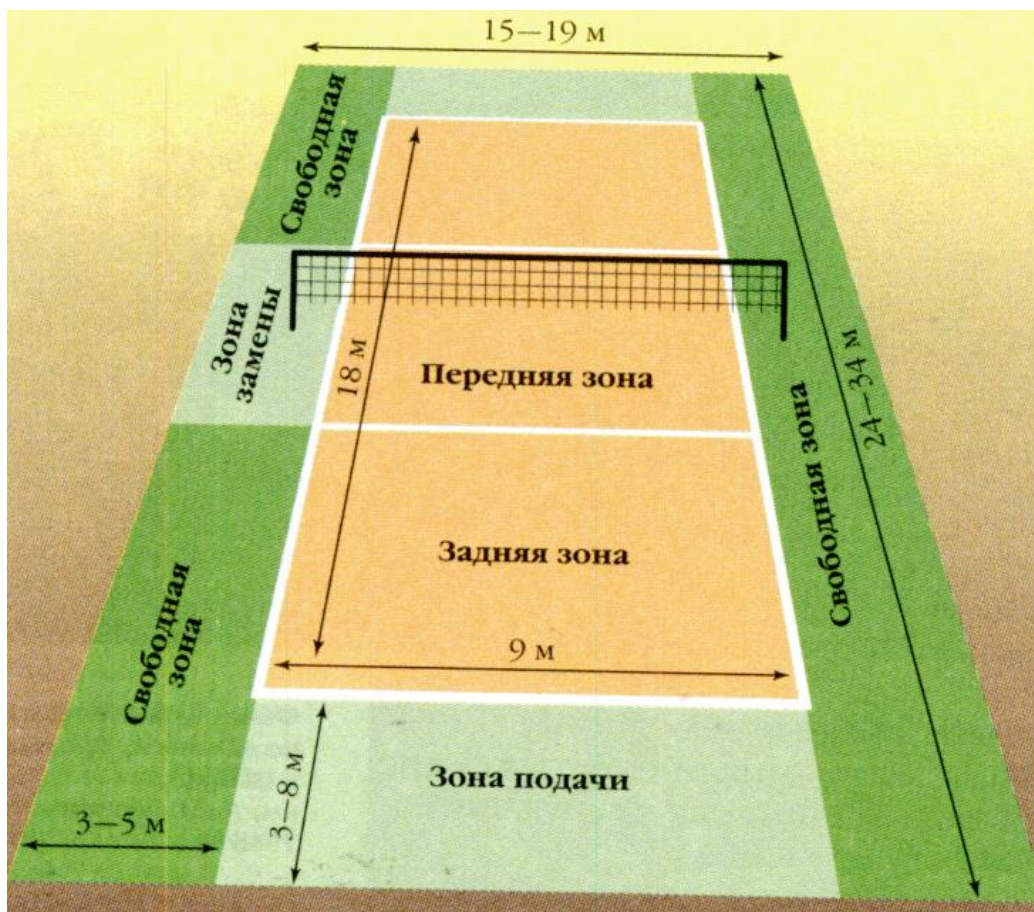 15—19 м
Свободная
зона
Зона
замены
18 м
Передняя зона
24—34 м
Свободная зона
Задняя зона
Свободная
зона
9 м
3—8 м
Зона подачи
3—5 м